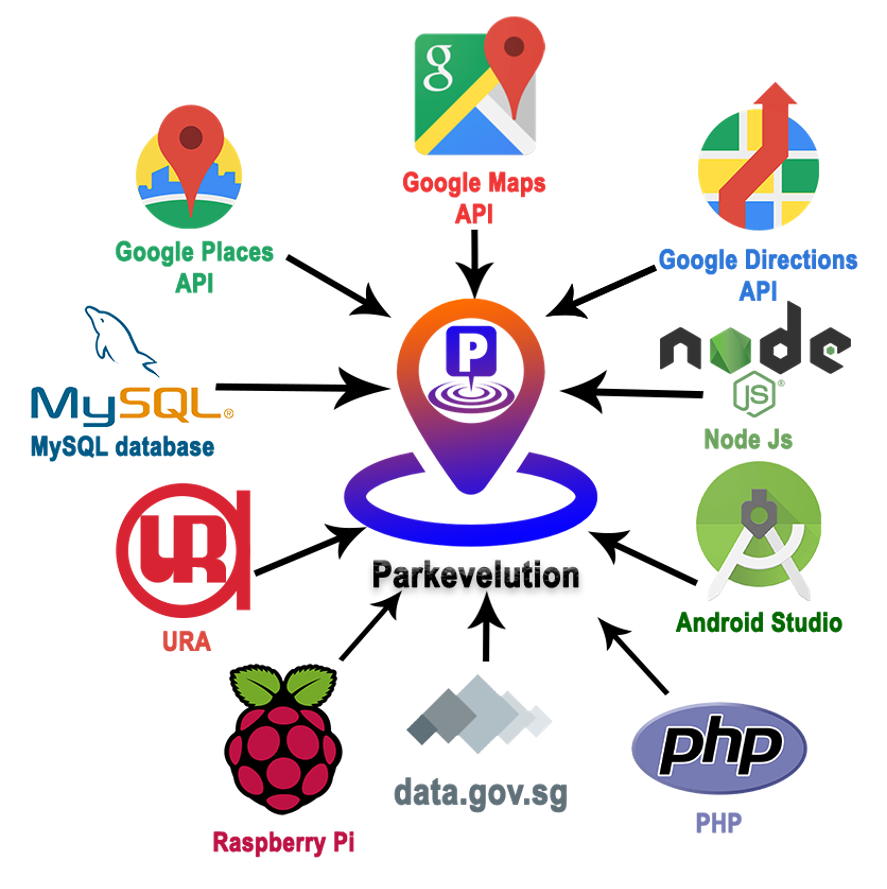 g
Google Maps
API
Google Places
API
Google Directions
API
P
MySQL®
MySQL database
node
JS®
Node Js
URA
URA
Parkevelution
Android Studio
Raspberry Pi
data.gov.sg
php
PHP